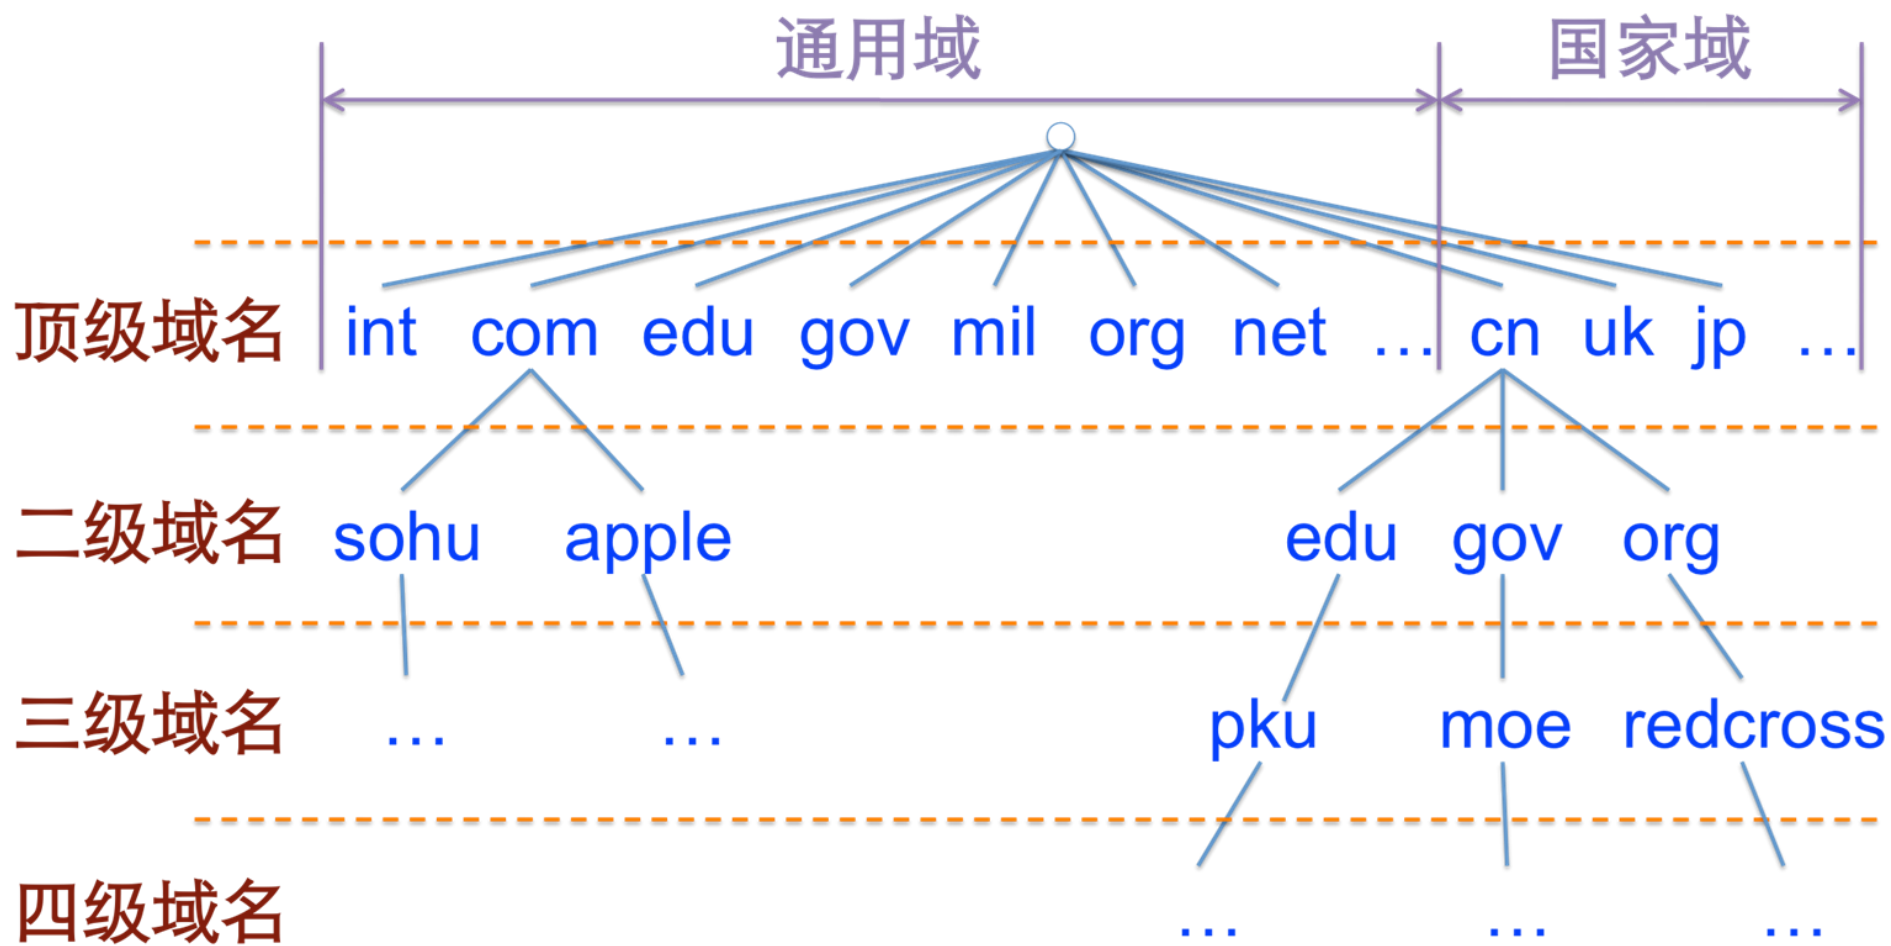 通用域 国家域
顶级域名 int com edu gov mil org net … cn uk jp …
二级域名 sohu apple edu gov org
三级域名 … … pku moe redcross
四级域名 … … …